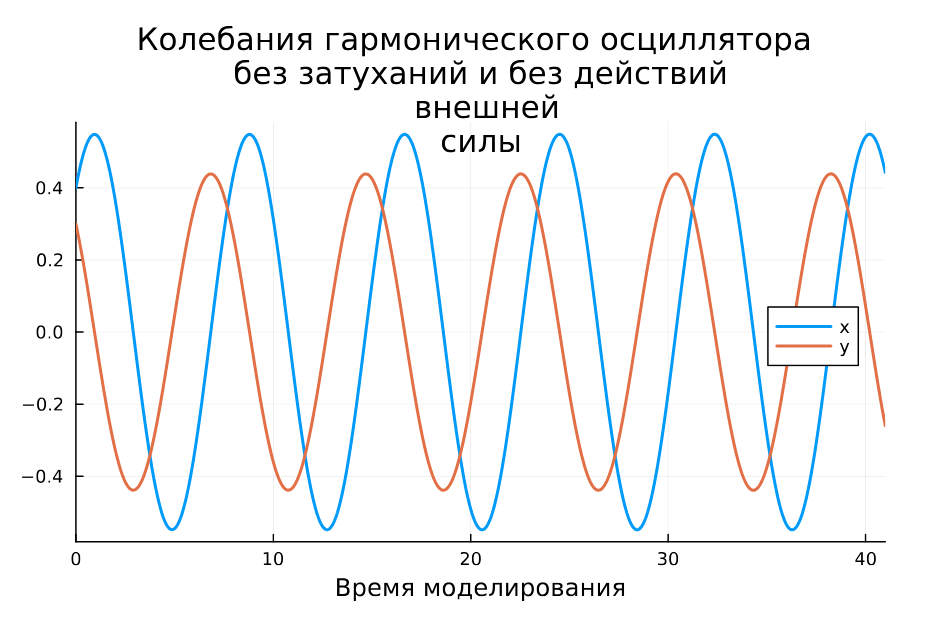 Колебания гармонического осциллятора
без затуханий и без действий
внешней
силы
0.4
0.2
0.0
−0.2
−0.4
x
y
0 10 20 30 40
Время моделирования